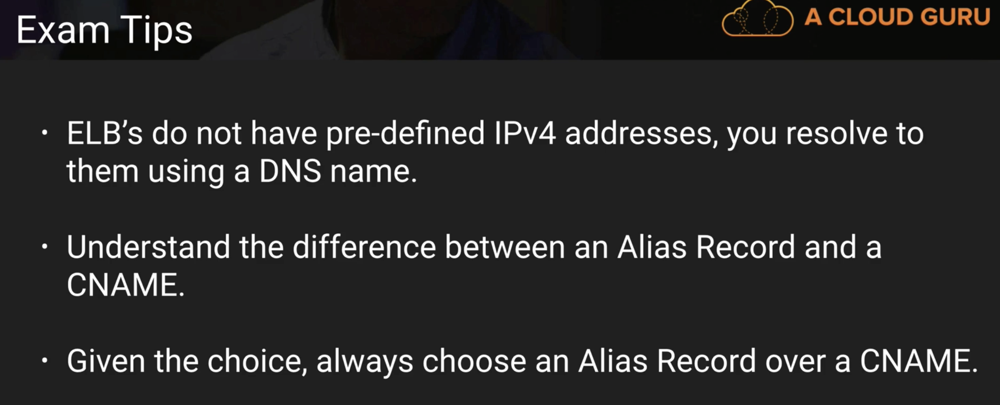 Exam Tips
A CLOUD GURU
• ELB’s do not have pre-defined IPv4 addresses, you resolve to
them using a DNS name.
• Understand the difference between an Alias Record and a
CNAME.
• Given the choice, always choose an Alias Record over a CNAME.